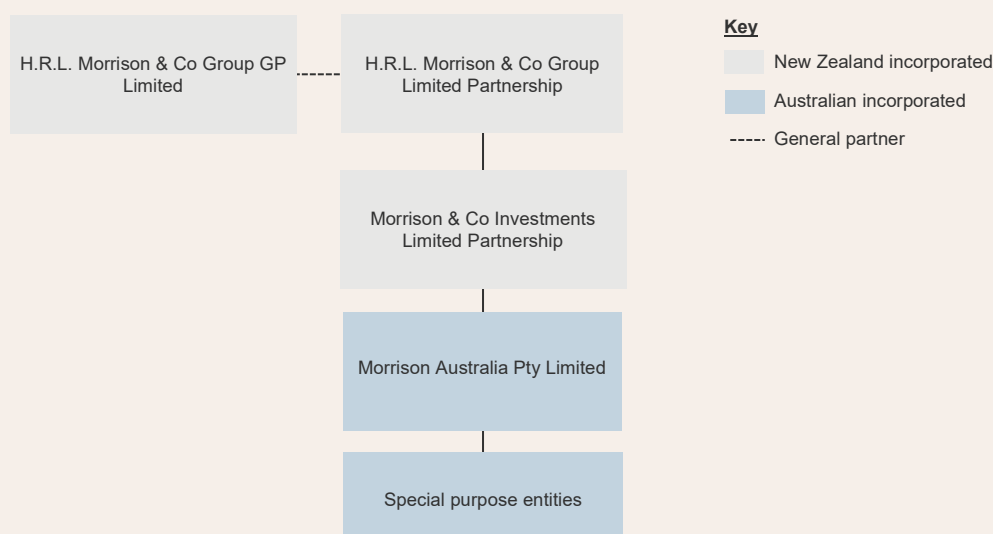 H.R.L. Morrison & Co Group GP
Limited
H.R.L. Morrison & Co Group
Limited Partnership
Key
New Zealand incorporated
Australian incorporated
General partner
Morrison & Co Investments
Limited Partnership
Morrison Australia Pty Limited
Special purpose entities